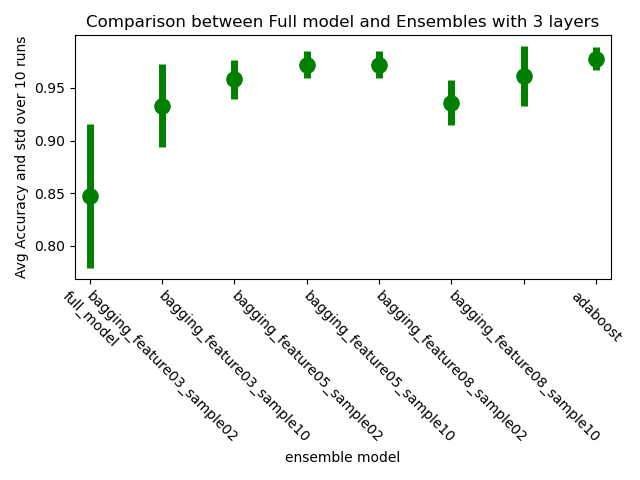 Comparison between Full model and Ensembles with 3 layers
Avg Accuracy and std over 10 runs
0.95
0.90
0.85
0.80
full_model
bagging_feature03_sample02
bagging_feature03_sample10
bagging_feature05_sample02
bagging_feature05_sample10
bagging_feature08_sample02
bagging_feature08_sample10
adaboost
ensemble model